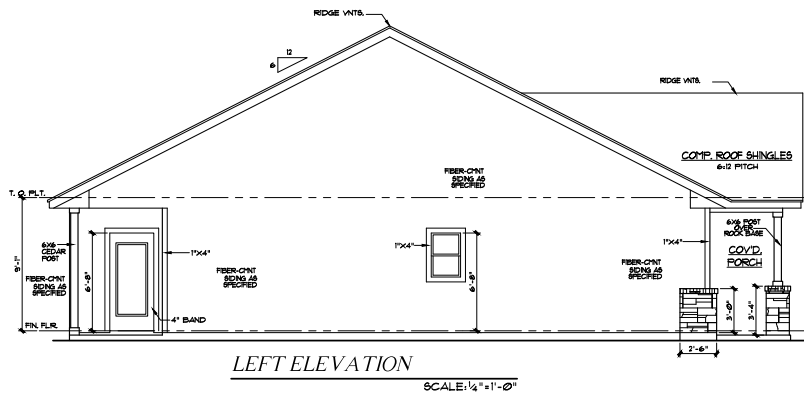 RIDGE VNTS.
12
6
RIDGE VNTS.
COMP. ROOF SHINGLES
6:12 PITCH
FIBER-CMNT
SIDING AS
SPECIFIED
T. O. PLT.
6X6 POST
OVER
ROCK BASE
6X6
CEDAR
POST
1"X4"
1"X4"
1"X4"
COV'D.
PORCH
9'-1"
FIBER-CMNT
SIDING AS
SPECIFIED
6'-8"
FIBER-CMNT
SIDING AS
SPECIFIED
6'-8"
FIBER-CMNT
SIDING AS
SPECIFIED
4" BAND
3'-0"
3'-4"
FIN. FLR.
2'-6"
LEFT ELEVATION
SCALE: 1/4"=1'-0"